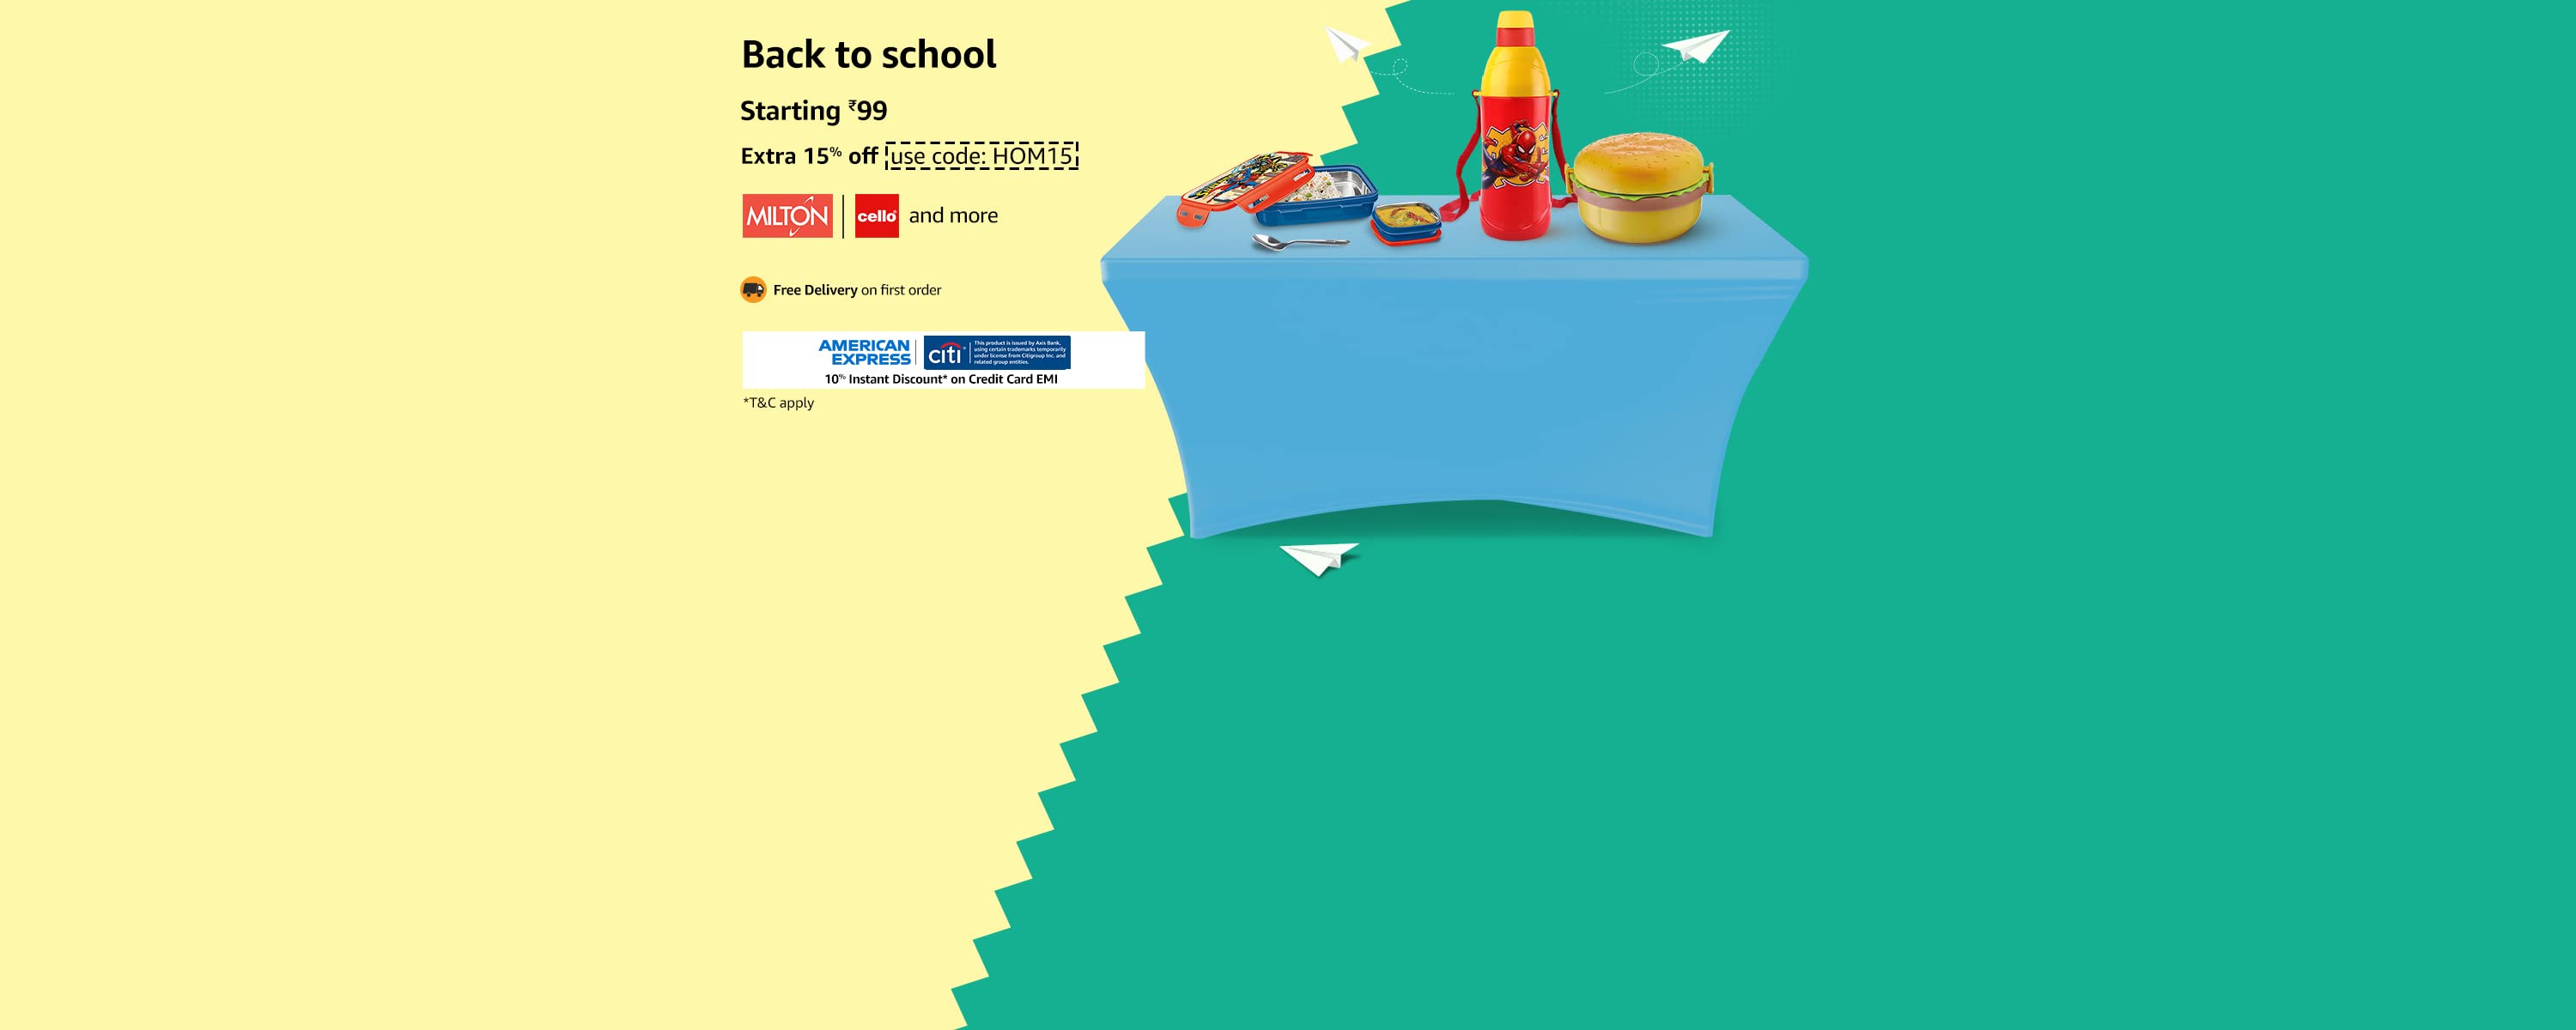 Back to school
Starting ₹99
Extra 15% off use code: HOM15
MILTON cello and more
Free Delivery on first order
AMERICAN EXPRESS
citi
This product is issued by Axis Bank,
using certain trademarks temporarily
under license from Citigroup Inc. and
related group entities.
10% Instant Discount* on Credit Card EMI
*T&C apply